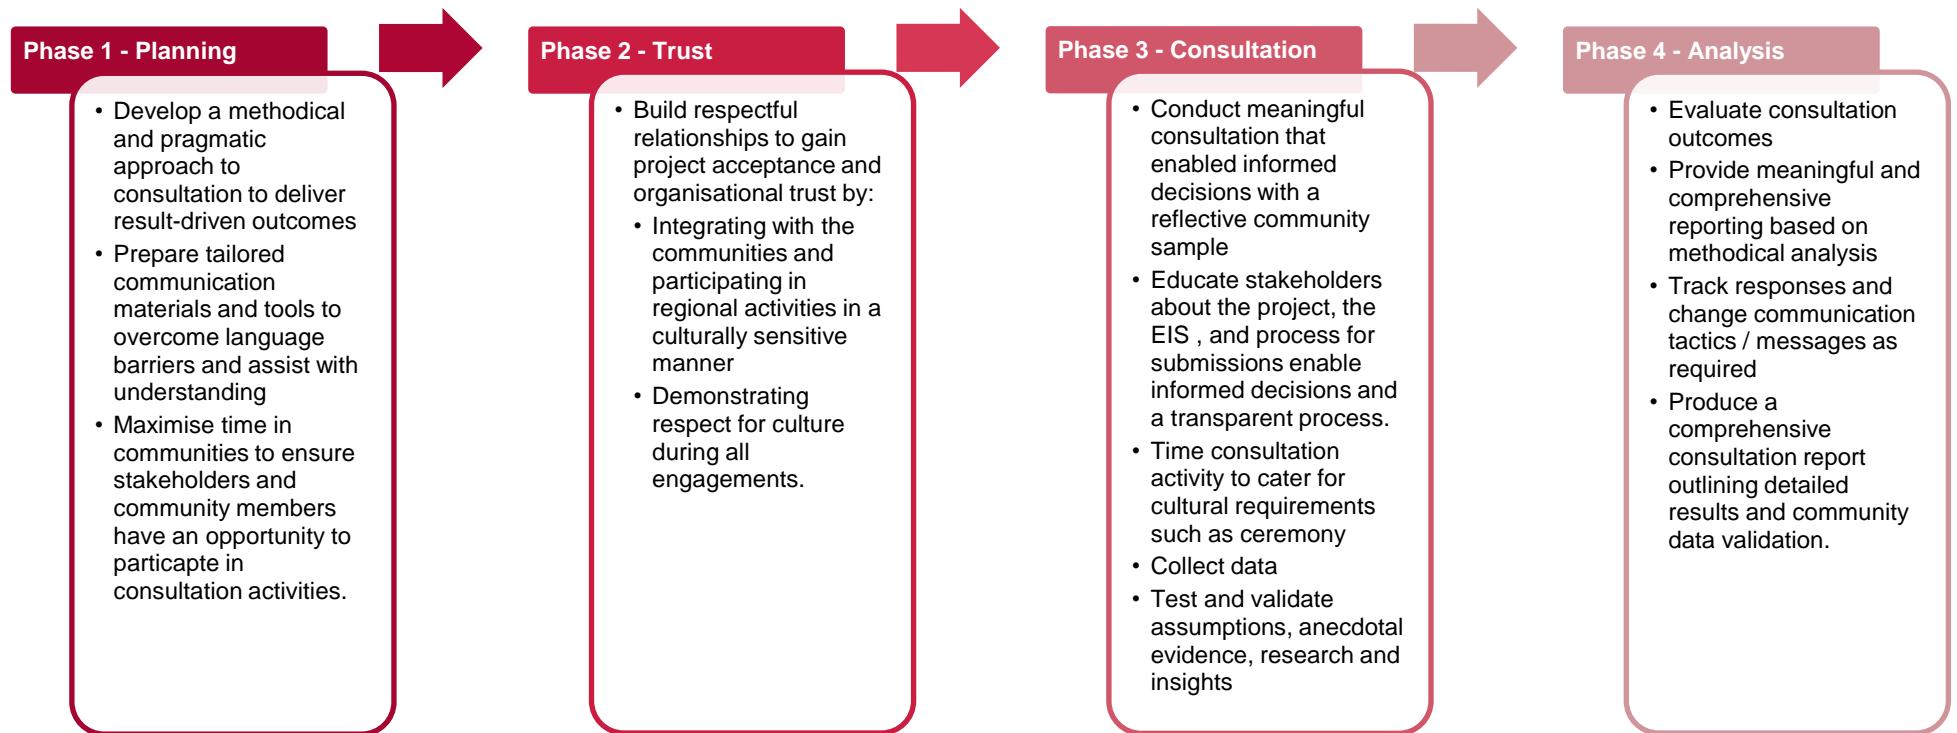 Phase 1 - Planning
• Develop a methodical
and pragmatic
approach to
consultation to deliver
result-driven outcomes
• Prepare tailored
communication
materials and tools to
overcome language
barriers and assist with
understanding
• Maximise time in
communities to ensure
stakeholders and
community members
have an opportunity to
particapte in
consultation activities.
Phase 2 - Trust
• Build respectful
relationships to gain
project acceptance and
organisational trust by:
• Integrating with the
communities and
participating in
regional activities in a
culturally sensitive
manner
• Demonstrating
respect for culture
during all
engagements.
Phase 3 - Consultation
• Conduct meaningful
consultation that
enabled informed
decisions with a
reflective community
sample
• Educate stakeholders
about the project, the
EIS , and process for
submissions enable
informed decisions and
a transparent process.
• Time consultation
activity to cater for
cultural requirements
such as ceremony
• Collect data
• Test and validate
assumptions, anecdotal
evidence, research and
insights
Phase 4 - Analysis
• Evaluate consultation
outcomes
• Provide meaningful and
comprehensive
reporting based on
methodical analysis
• Track responses and
change communication
tactics / messages as
required
• Produce a
comprehensive
consultation report
outlining detailed
results and community
data validation.